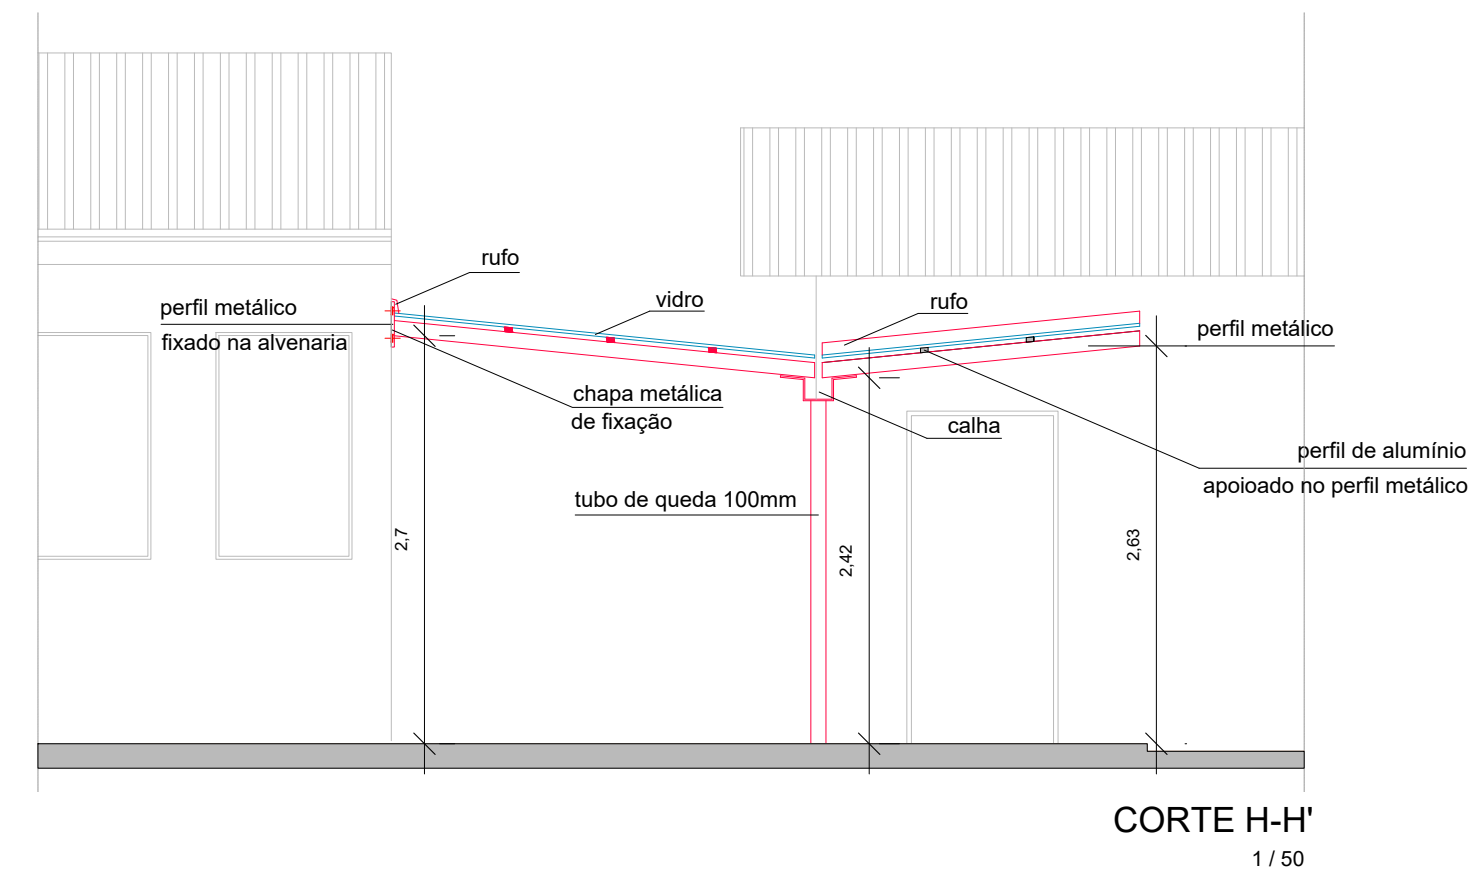 rufo
vidro
rufo
perfil metálico
fixado na alvenaria
perfil metálico
chapa metálica
de fixação
calha
perfil de alumínio
apoioado no perfil metálico
tubo de queda 100mm
2,7
2,42
2,63
CORTE H-H'
1 / 50